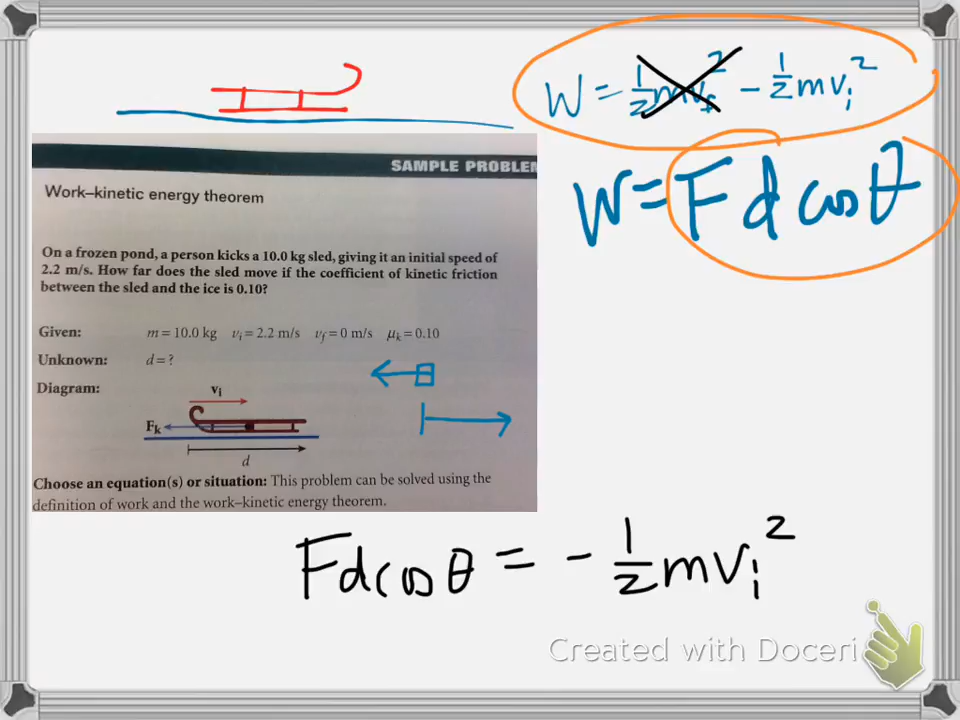 W = ½mv_f² - ½mv_i²
W = Fd cosθ
SAMPLE PROBLEM
Work–kinetic energy theorem
On a frozen pond, a person kicks a 10.0 kg sled, giving it an initial speed of
2.2 m/s. How far does the sled move if the coefficient of kinetic friction
between the sled and the ice is 0.10?
Given: m = 10.0 kg v_i = 2.2 m/s v_f = 0 m/s μ_k = 0.10
Unknown: d = ?
Diagram:
v_i
F_k
d
Choose an equation(s) or situation: This problem can be solved using the
definition of work and the work–kinetic energy theorem.
Fdcosθ = -½mv_i²
Created with Doceri